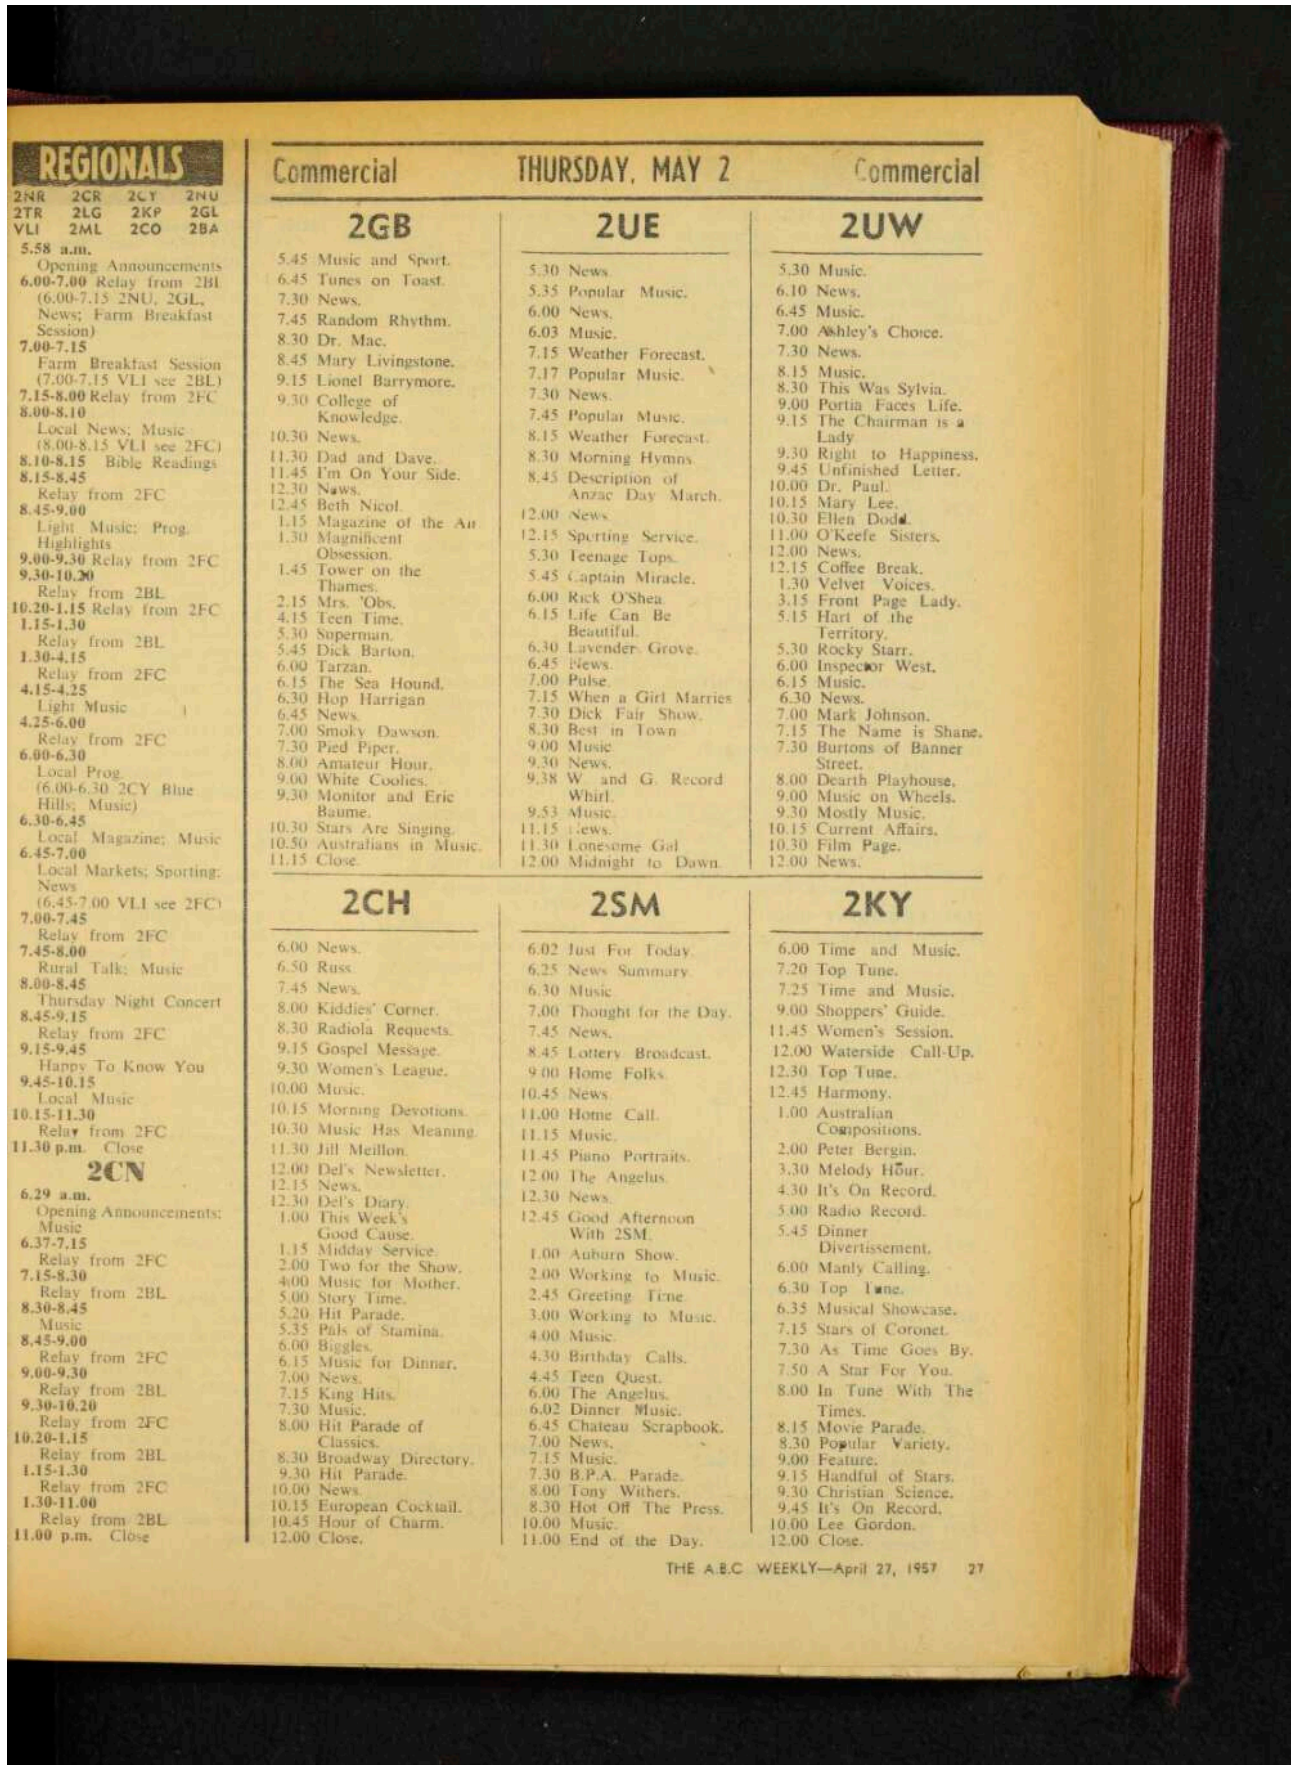 REGIONALS
2NR 2CR 2CY 2NU
2TR 2LG 2KP 2GL
VLI 2ML 2CO 2BA
5.58 a.m.
Opening Announcements
6.00-7.00 Relay from 2BL
(6.00-7.15 2NU, 2GL,
News; Farm Breakfast
Session)
7.00-7.15
Farm Breakfast Session
(7.00-7.15 VLI see 2BL)
7.15-8.00 Relay from 2FC
8.00-8.10
Local News; Music
(8.00-8.15 VLI see 2FC)
8.10-8.15 Bible Readings
8.15-8.45
Relay from 2FC
8.45-9.00
Light Music; Prog.
Highlights
9.00-9.30 Relay from 2FC
9.30-10.20
Relay from 2BL
10.20-1.15 Relay from 2FC
1.15-1.30
Relay from 2BL
1.30-4.15
Relay from 2FC
4.15-4.25
Light Music
4.25-6.00
Relay from 2FC
6.00-6.30
Local Prog.
(6.00-6.30 2CY Blue
Hills; Music)
6.30-6.45
Local Magazine; Music
6.45-7.00
Local Markets; Sporting;
News
(6.45-7.00 VLI see 2FC)
7.00-7.45
Relay from 2FC
7.45-8.00
Rural Talk; Music
8.00-8.45
Thursday Night Concert
8.45-9.15
Relay from 2FC
9.15-9.45
Happy To Know You
9.45-10.15
Local Music
10.15-11.30
Relay from 2FC
11.30 p.m. Close
2CN
6.29 a.m.
Opening Announcements;
Music
6.37-7.15
Relay from 2FC
7.15-8.30
Relay from 2BL
8.30-8.45
Music
8.45-9.00
Relay from 2FC
9.00-9.30
Relay from 2BL
9.30-10.20
Relay from 2FC
10.20-1.15
Relay from 2BL
1.15-1.30
Relay from 2FC
1.30-11.00
Relay from 2BL
11.00 p.m. Close
Commercial THURSDAY, MAY 2 Commercial
2GB
5.45 Music and Sport.
6.45 Tunes on Toast.
7.30 News.
7.45 Random Rhythm.
8.30 Dr. Mac.
8.45 Mary Livingstone.
9.15 Lionel Barrymore.
9.30 College of
Knowledge.
10.30 News.
11.30 Dad and Dave.
11.45 I'm On Your Side.
12.30 News.
12.45 Beth Nicol.
1.15 Magazine of the Air
1.30 Magnificent
Obsession.
1.45 Tower on the
Thames.
2.15 Mrs. 'Obs.
4.15 Teen Time.
5.30 Superman.
5.45 Dick Barton.
6.00 Tarzan.
6.15 The Sea Hound.
6.30 Hop Harrigan
6.45 News.
7.00 Smoky Dawson.
7.30 Pied Piper.
8.00 Amateur Hour.
9.00 White Coolies.
9.30 Monitor and Eric
Baume.
10.30 Stars Are Singing.
10.50 Australians in Music.
11.15 Close.
2UE
5.30 News
5.35 Popular Music.
6.00 News.
6.03 Music.
7.15 Weather Forecast.
7.17 Popular Music.
7.30 News.
7.45 Popular Music.
8.15 Weather Forecast.
8.30 Morning Hymns
8.45 Description of
Anzac Day March.
12.00 News
12.15 Sporting Service.
5.30 Teenage Tops.
5.45 Captain Miracle.
6.00 Rick O'Shea
6.15 Life Can Be
Beautiful.
6.30 Lavender Grove.
6.45 News.
7.00 Pulse.
7.15 When a Girl Marries
7.30 Dick Fair Show.
8.30 Best in Town
9.00 Music
9.30 News.
9.38 W and G. Record
Whirl.
9.53 Music.
11.15 News.
11.30 Lonesome Gal
12.00 Midnight to Dawn.
2UW
5.30 Music.
6.10 News.
6.45 Music.
7.00 Ashley's Choice.
7.30 News.
8.15 Music.
8.30 This Was Sylvia.
9.00 Portia Faces Life.
9.15 The Chairman is a
Lady
9.30 Right to Happiness.
9.45 Unfinished Letter.
10.00 Dr. Paul.
10.15 Mary Lee.
10.30 Ellen Dodd.
11.00 O'Keefe Sisters.
12.00 News.
12.15 Coffee Break.
1.30 Velvet Voices.
3.15 Front Page Lady.
5.15 Hart of the
Territory.
5.30 Rocky Starr.
6.00 Inspector West.
6.15 Music.
6.30 News.
7.00 Mark Johnson.
7.15 The Name is Shane.
7.30 Burtons of Banner
Street.
8.00 Dearth Playhouse.
9.00 Music on Wheels.
9.30 Mostly Music.
10.15 Current Affairs.
10.30 Film Page.
12.00 News.
2CH
6.00 News.
6.50 Russ
7.45 News.
8.00 Kiddies' Corner.
8.30 Radiola Requests.
9.15 Gospel Message.
9.30 Women's League.
10.00 Music.
10.15 Morning Devotions.
10.30 Music Has Meaning.
11.30 Jill Meillon.
12.00 Del's Newsletter.
12.15 News.
12.30 Del's Diary.
1.00 This Week's
Good Cause.
1.15 Midday Service.
2.00 Two for the Show.
4.00 Music for Mother.
5.00 Story Time.
5.20 Hit Parade.
5.35 Pals of Stamina.
6.00 Biggles.
6.15 Music for Dinner.
7.00 News.
7.15 King Hits.
7.30 Music.
8.00 Hit Parade of
Classics.
8.30 Broadway Directory.
9.30 Hit Parade.
10.00 News.
10.15 European Cocktail.
10.45 Hour of Charm.
12.00 Close.
2SM
6.02 Just For Today.
6.25 News Summary
6.30 Music
7.00 Thought for the Day.
7.45 News.
8.45 Lottery Broadcast.
9.00 Home Folks
10.45 News
11.00 Home Call.
11.15 Music.
11.45 Piano Portraits.
12.00 The Angelus.
12.30 News.
12.45 Good Afternoon
With 2SM.
1.00 Auburn Show.
2.00 Working to Music.
2.45 Greeting Time
3.00 Working to Music.
4.00 Music.
4.30 Birthday Calls.
4.45 Teen Quest.
6.00 The Angelus.
6.02 Dinner Music.
6.45 Chateau Scrapbook.
7.00 News.
7.15 Music.
7.30 B.P.A. Parade.
8.00 Tony Withers.
8.30 Hot Off The Press.
10.00 Music.
11.00 End of the Day.
2KY
6.00 Time and Music.
7.20 Top Tune.
7.25 Time and Music.
9.00 Shoppers' Guide.
11.45 Women's Session.
12.00 Waterside Call-Up.
12.30 Top Tune.
12.45 Harmony.
1.00 Australian
Compositions.
2.00 Peter Bergin.
3.30 Melody Hour.
4.30 It's On Record.
5.00 Radio Record.
5.45 Dinner
Divertissement.
6.00 Manly Calling.
6.30 Top Tune.
6.35 Musical Showcase.
7.15 Stars of Coronet.
7.30 As Time Goes By.
7.50 A Star For You.
8.00 In Tune With The
Times.
8.15 Movie Parade.
8.30 Popular Variety.
9.00 Feature.
9.15 Handful of Stars.
9.30 Christian Science.
9.45 It's On Record.
10.00 Lee Gordon.
12.00 Close.
THE A.B.C WEEKLY—April 27, 1957 27